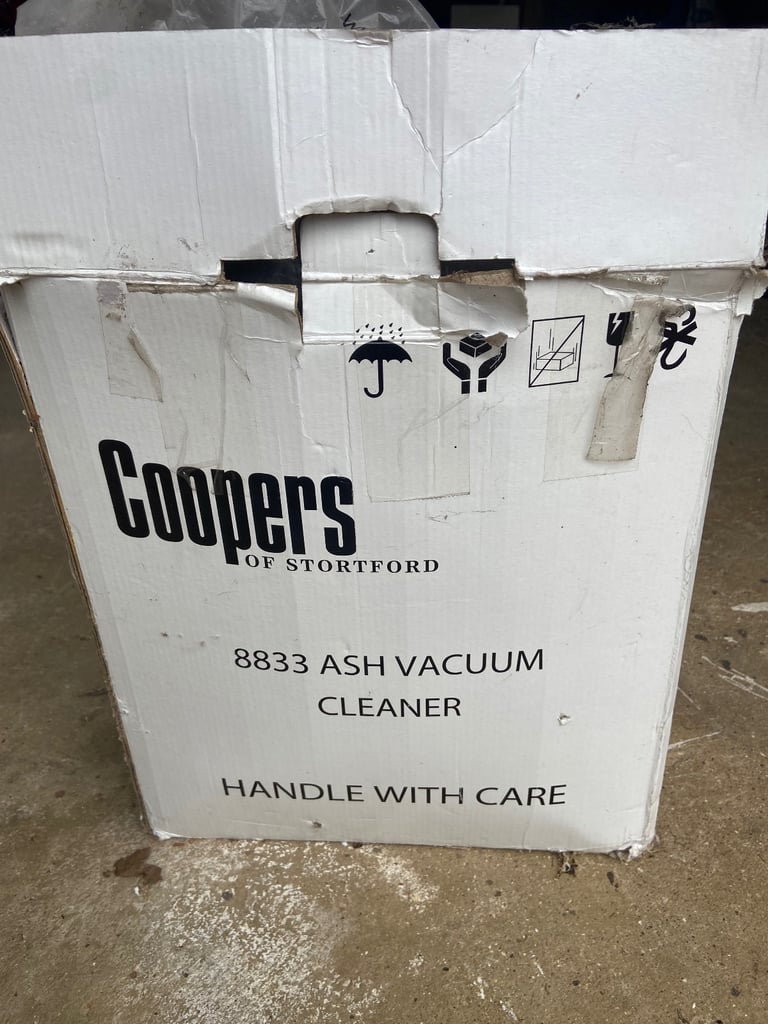 Coopers
OF STORTFORD
8833 ASH VACUUM
CLEANER
HANDLE WITH CARE